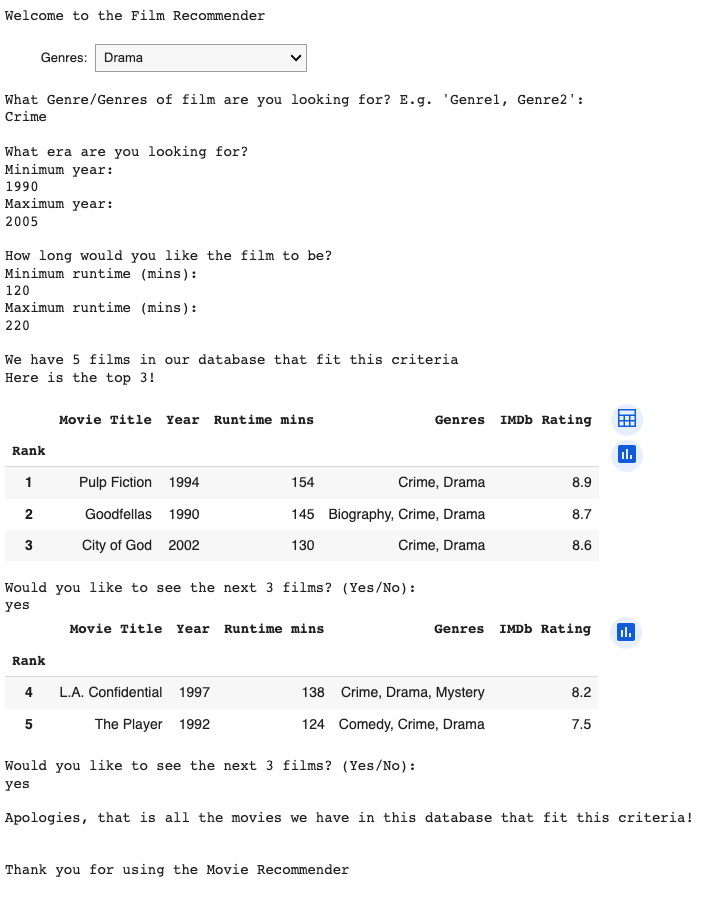 Welcome to the Film Recommender
Genres: Drama
What Genre/Genres of film are you looking for? E.g. 'Genre1, Genre2':
Crime
What era are you looking for?
Minimum year:
1990
Maximum year:
2005
How long would you like the film to be?
Minimum runtime (mins):
120
Maximum runtime (mins):
220
We have 5 films in our database that fit this criteria
Here is the top 3!
Movie Title Year Runtime mins Genres IMDb Rating
Rank
1 Pulp Fiction 1994 154 Crime, Drama 8.9
2 Goodfellas 1990 145 Biography, Crime, Drama 8.7
3 City of God 2002 130 Crime, Drama 8.6
Would you like to see the next 3 films? (Yes/No):
yes
Movie Title Year Runtime mins Genres IMDb Rating
Rank
4 L.A. Confidential 1997 138 Crime, Drama, Mystery 8.2
5 The Player 1992 124 Comedy, Crime, Drama 7.5
Would you like to see the next 3 films? (Yes/No):
yes
Apologies, that is all the movies we have in this database that fit this criteria!
Thank you for using the Movie Recommender